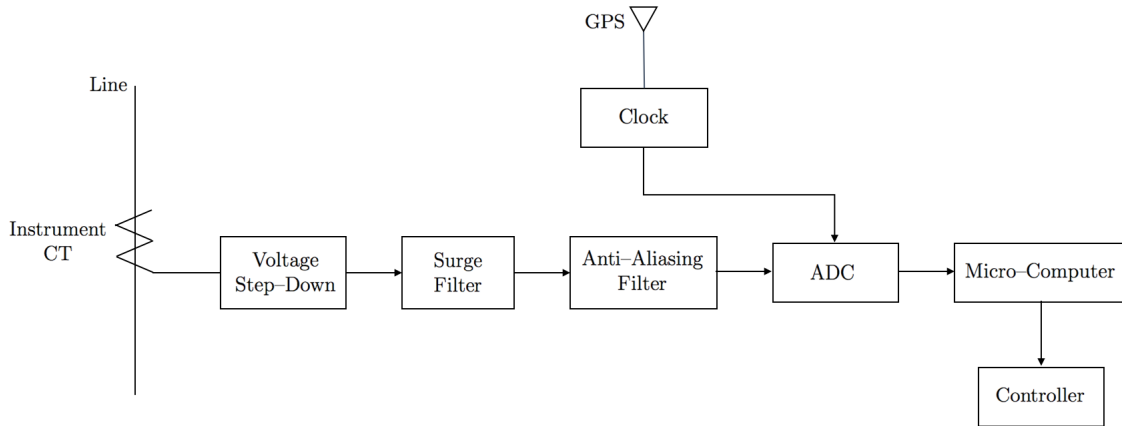 GPS
Line
Clock
Instrument
CT
Voltage
Step–Down
Surge
Filter
Anti–Aliasing
Filter
ADC
Micro–Computer
Controller